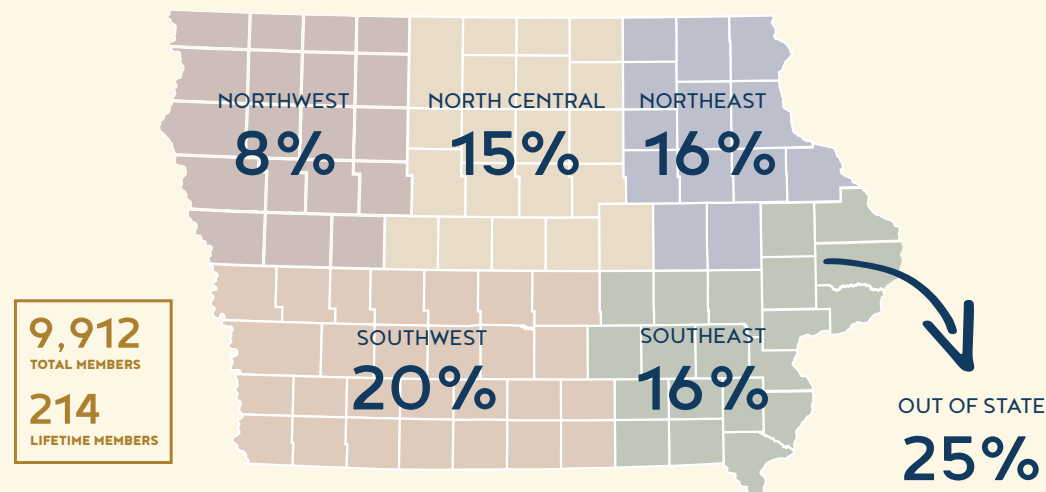 NORTHWEST
8%
NORTH CENTRAL
15%
NORTHEAST
16%
9,912
TOTAL MEMBERS
214
LIFETIME MEMBERS
SOUTHWEST
20%
SOUTHEAST
16%
OUT OF STATE
25%